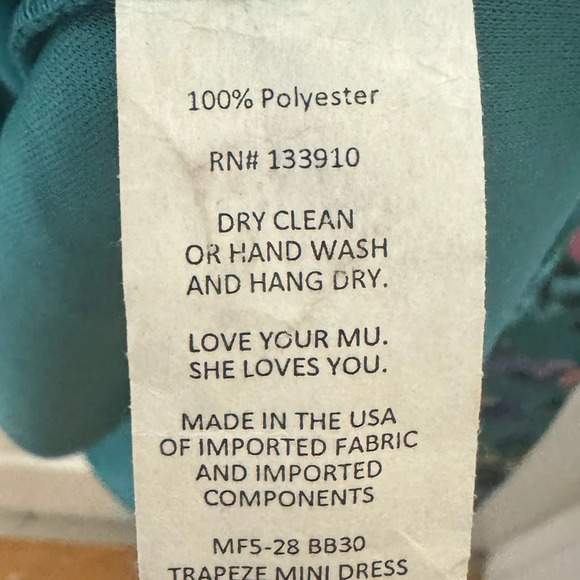 100% Polyester
RN# 133910
DRY CLEAN
OR HAND WASH
AND HANG DRY.
LOVE YOUR MU.
SHE LOVES YOU.
MADE IN THE USA
OF IMPORTED FABRIC
AND IMPORTED
COMPONENTS
MF5-28 BB30
TRAPEZE MINI DRESS